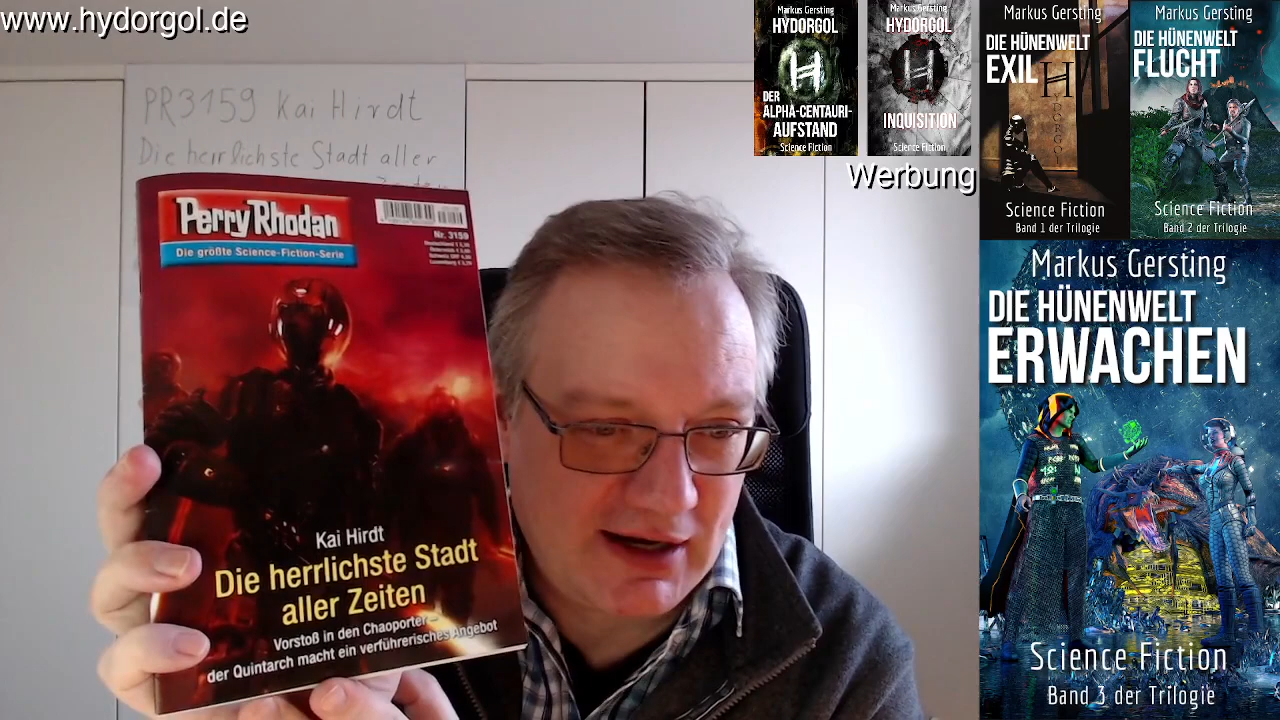 www.hydorgol.de
PR3159 Kai Hirdt
Die herrlichste Stadt aller
Perry Rhodan
Die größte Science-Fiction-Serie
Nr. 3159
Kai Hirdt
Die herrlichste Stadt
aller Zeiten
Vorstoß in den Chaoporter –
der Quintarch macht ein verführerisches Angebot
Markus Gersting
HYDORGOL
DER
ALPHA-CENTAURI-
AUFSTAND
Science Fiction
Markus Gersting
HYDORGOL
INQUISITION
Science Fiction
Werbung
Markus Gersting
DIE HÜNENWELT
EXIL
HYDORGOL
Science Fiction
Band 1 der Trilogie
Markus Gersting
DIE HÜNENWELT
FLUCHT
Science Fiction
Band 2 der Trilogie
Markus Gersting
DIE HÜNENWELT
ERWACHEN
Science Fiction
Band 3 der Trilogie